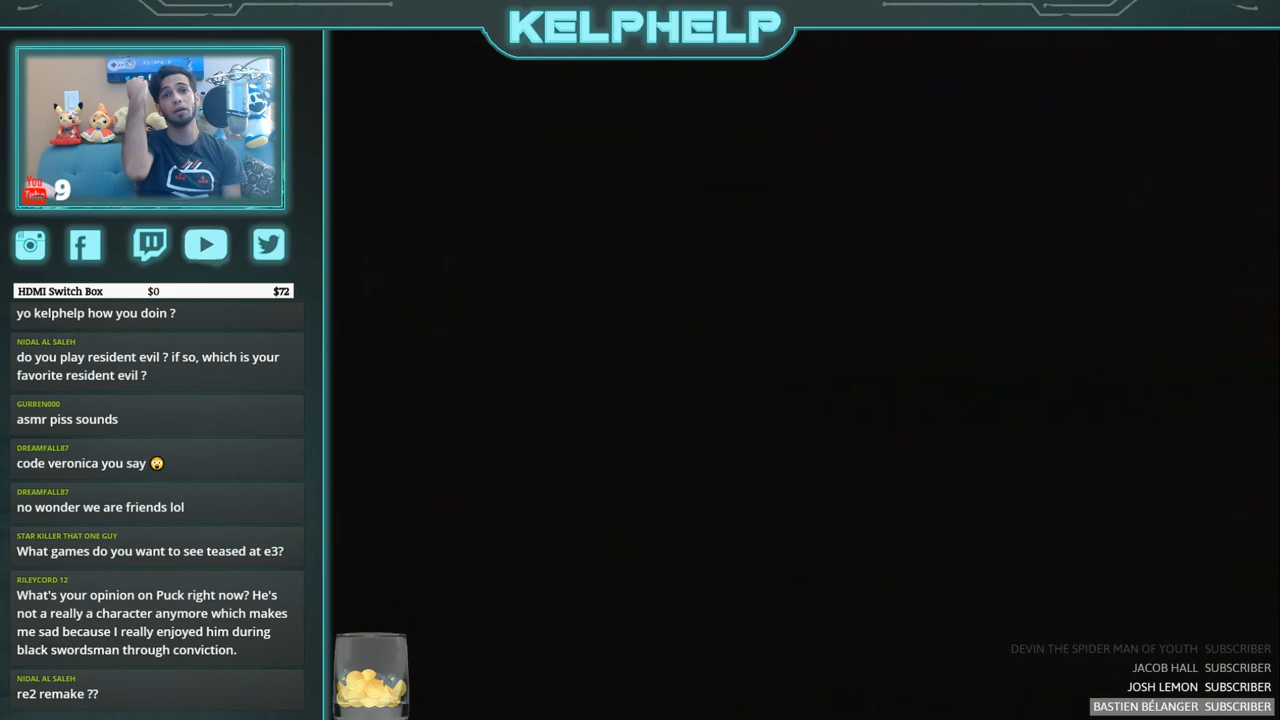 KELPHELP
You
Tube
9
HDMI Switch Box $0 $72
yo kelphelp how you doin ?
NIDAL AL SALEH
do you play resident evil ? if so, which is your
favorite resident evil ?
GURREN000
asmr piss sounds
DREAMFALL87
code veronica you say 😲
DREAMFALL87
no wonder we are friends lol
STAR KILLER THAT ONE GUY
What games do you want to see teased at e3?
RILEYCORD 12
What's your opinion on Puck right now? He's
not a really a character anymore which makes
me sad because I really enjoyed him during
black swordsman through conviction.
NIDAL AL SALEH
re2 remake ??
DEVIN THE SPIDER MAN OF YOUTH SUBSCRIBER
JACOB HALL SUBSCRIBER
JOSH LEMON SUBSCRIBER
BASTIEN BÉLANGER SUBSCRIBER